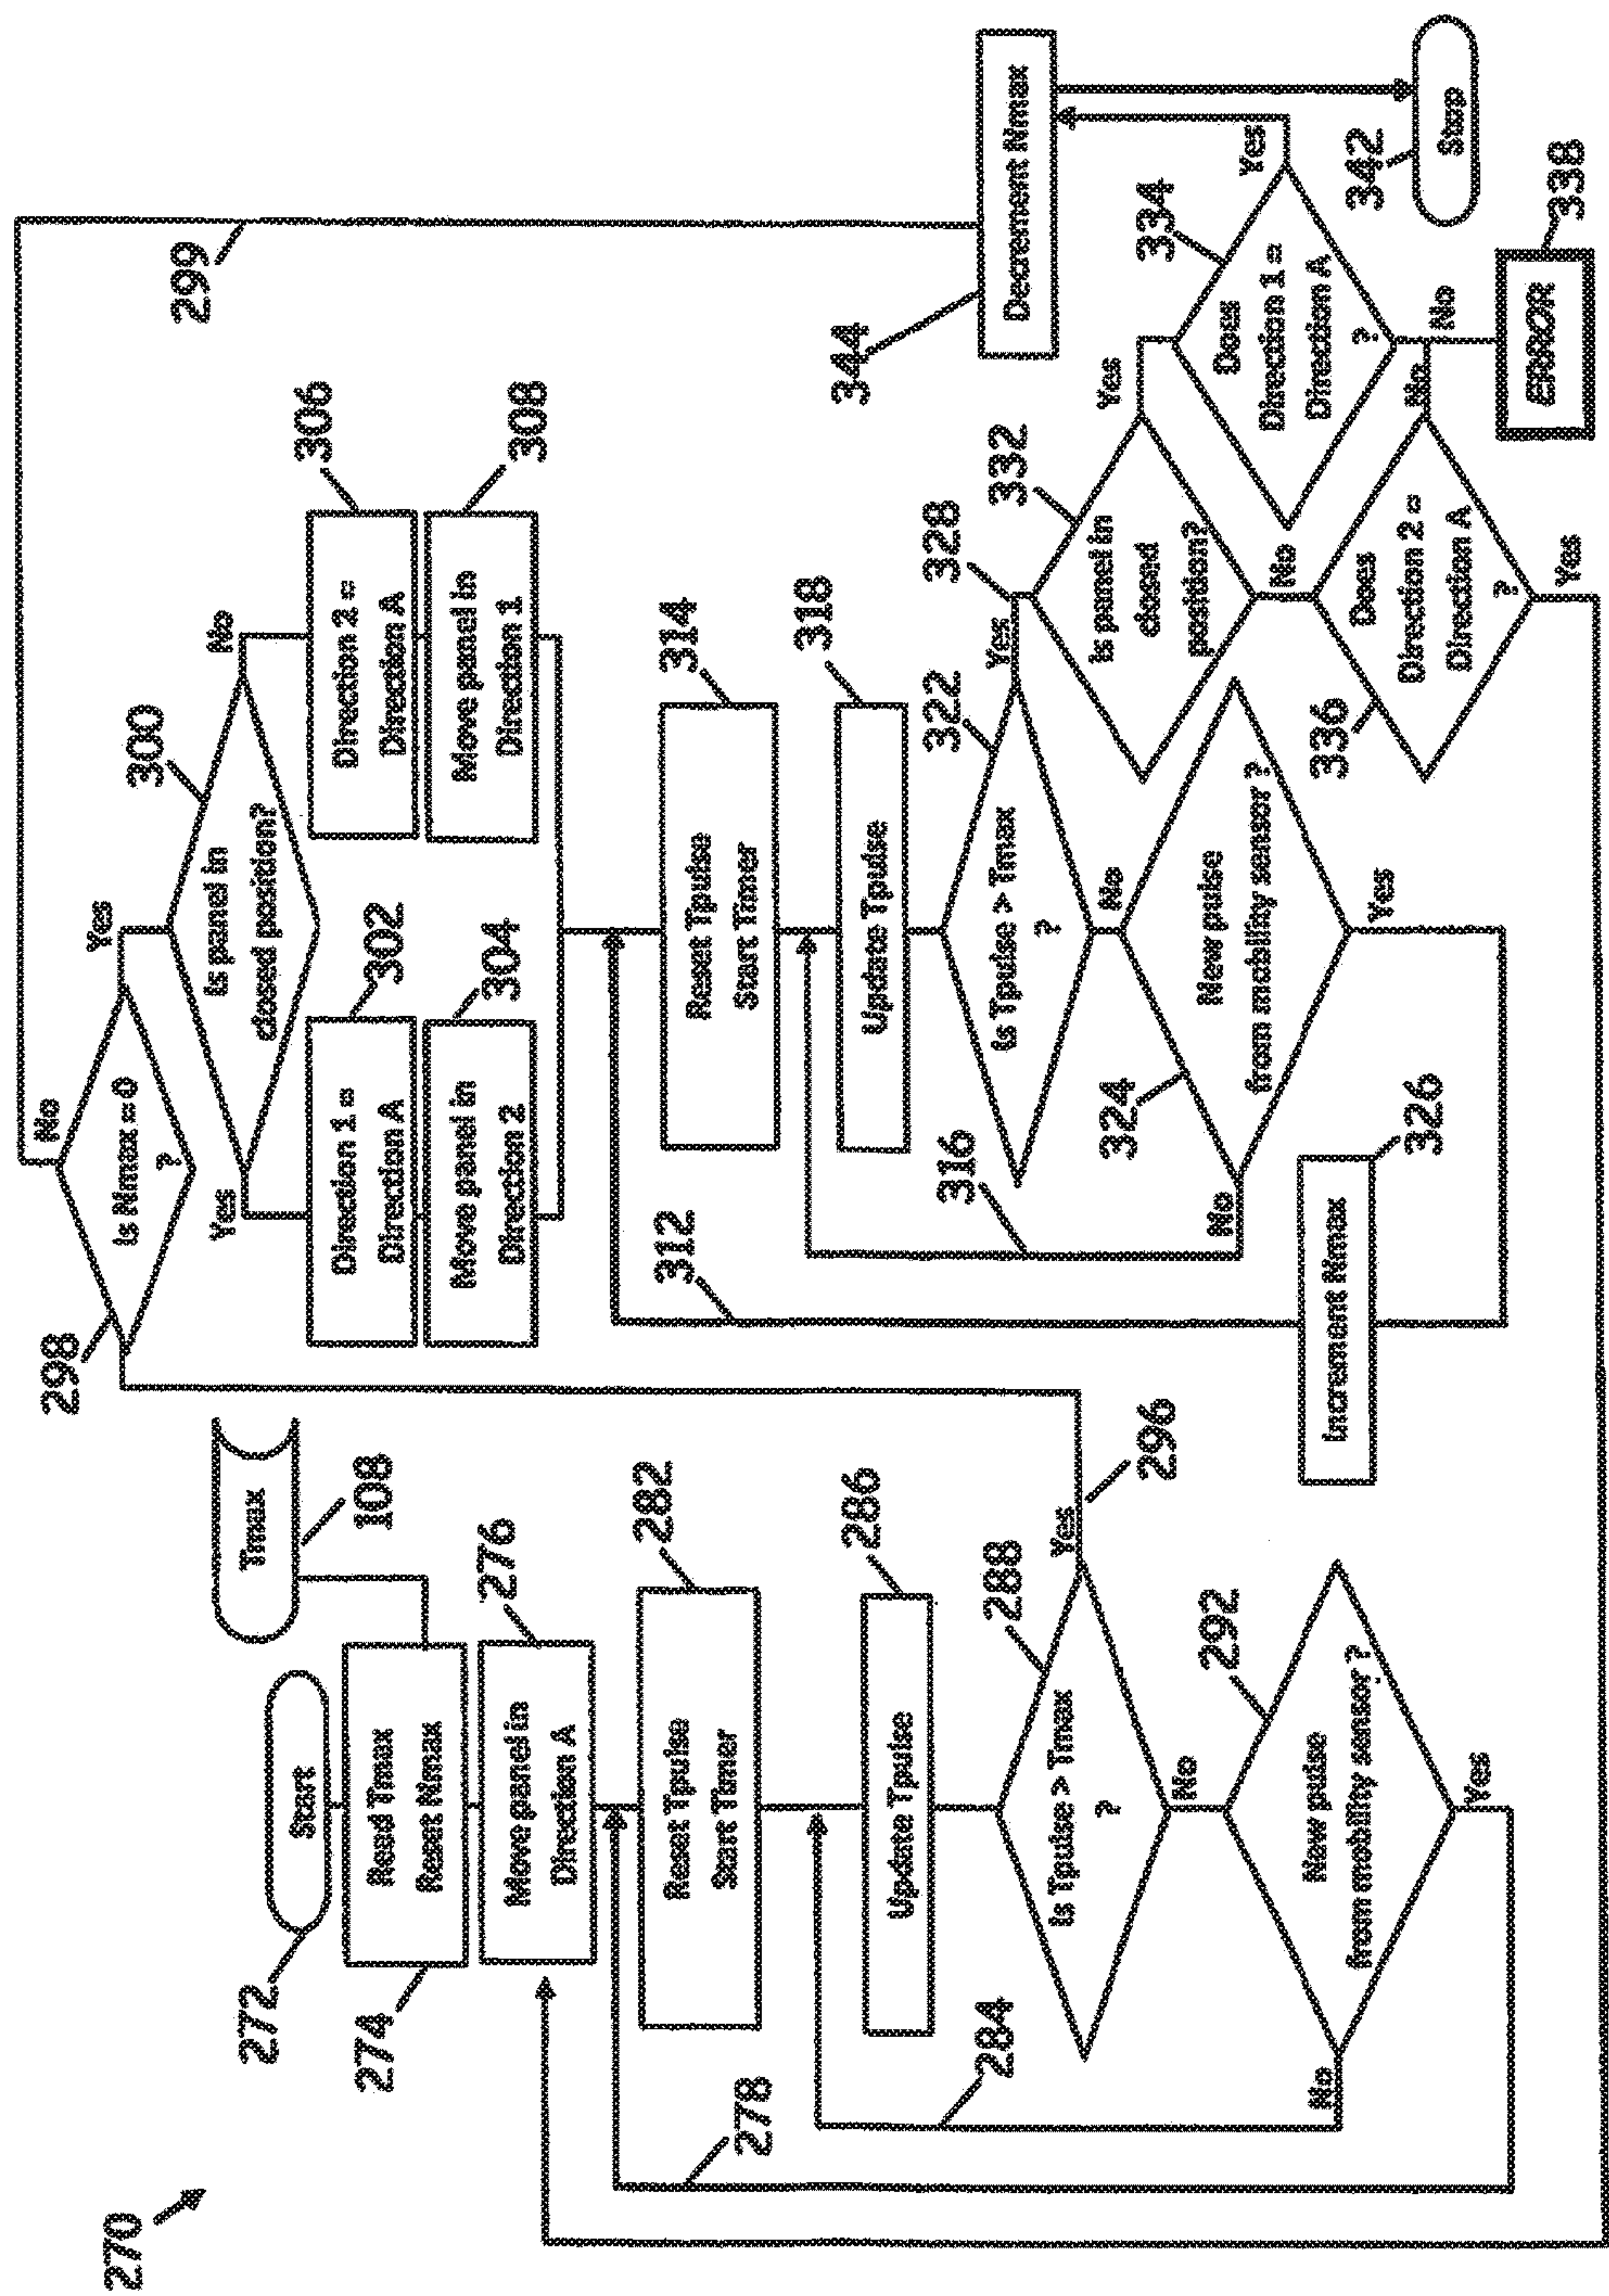 270
272
Start
Tmax
108
274
Read Tmax
Reset Nmax
276
Move panel in
Direction A
278
282
Reset Tpulse
Start Timer
284
286
Update Tpulse
288
Is Tpulse > Tmax
?
Yes
296
No
292
New pulse
from mobility sensor ?
No
Yes
298
Is Nmax = 0
?
No
Yes
299
300
Is panel in
closed position?
Yes
No
302
Direction 1 =
Direction A
304
Move panel in
Direction 2
306
Direction 2 =
Direction A
308
Move panel in
Direction 1
312
314
Reset Tpulse
Start Timer
316
318
Update Tpulse
322
Is Tpulse > Tmax
?
Yes
328
No
324
New pulse
from mobility sensor ?
No
Yes
326
Increment Nmax
332
Is panel in
closed
position?
Yes
No
334
Does
Direction 1 =
Direction A
?
Yes
No
336
Does
Direction 2 =
Direction A
?
No
Yes
338
ERROR
344
Decrement Nmax
342
Stop